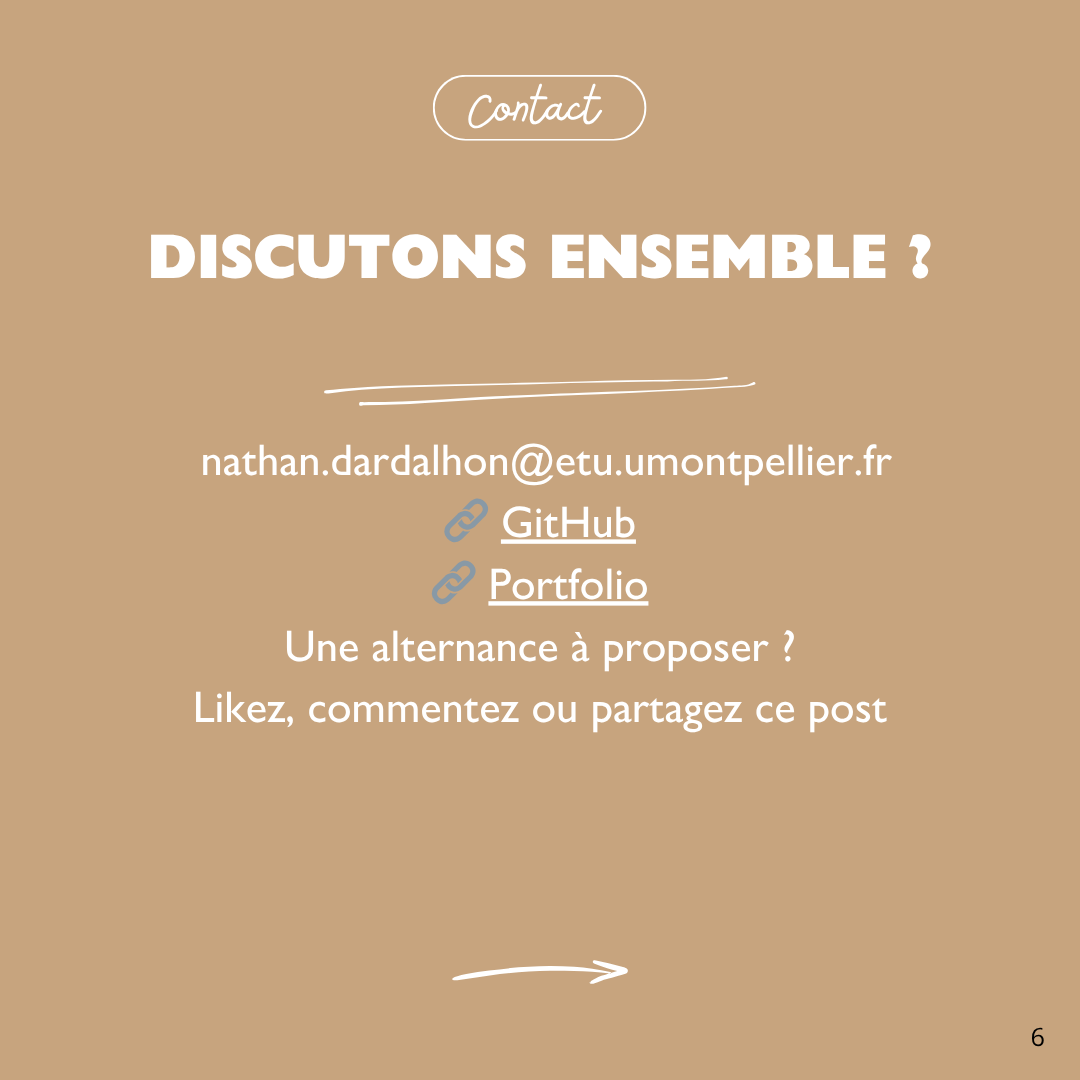 Contact
DISCUTONS ENSEMBLE ?
nathan.dardalhon@etu.umontpellier.fr
🔗 GitHub
🔗 Portfolio
Une alternance à proposer ?
Likez, commentez ou partagez ce post
6